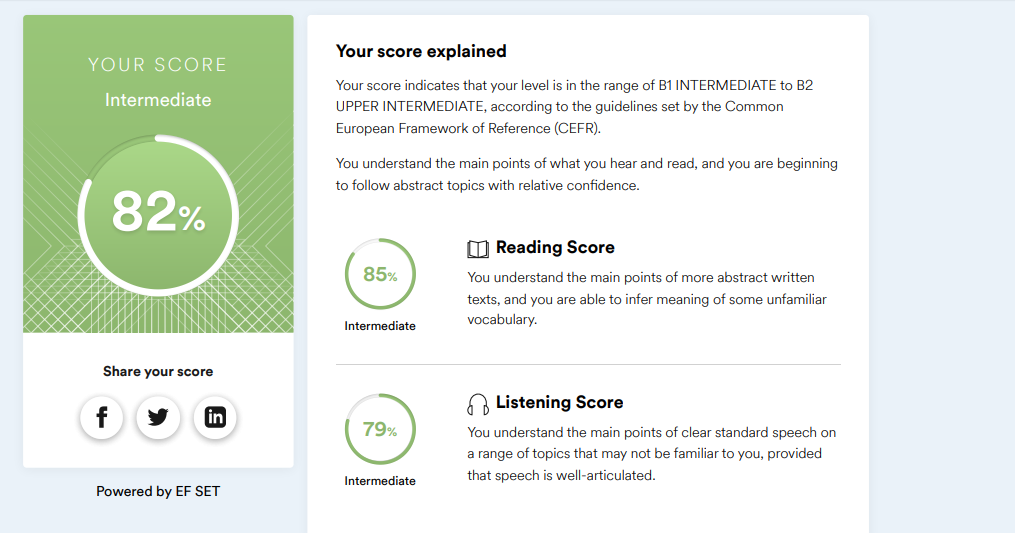 YOUR SCORE
Intermediate
82%
Share your score
Powered by EF SET
Your score explained
Your score indicates that your level is in the range of B1 INTERMEDIATE to B2
UPPER INTERMEDIATE, according to the guidelines set by the Common
European Framework of Reference (CEFR).
You understand the main points of what you hear and read, and you are beginning
to follow abstract topics with relative confidence.
85%
Intermediate
Reading Score
You understand the main points of more abstract written
texts, and you are able to infer meaning of some unfamiliar
vocabulary.
79%
Intermediate
Listening Score
You understand the main points of clear standard speech on
a range of topics that may not be familiar to you, provided
that speech is well-articulated.